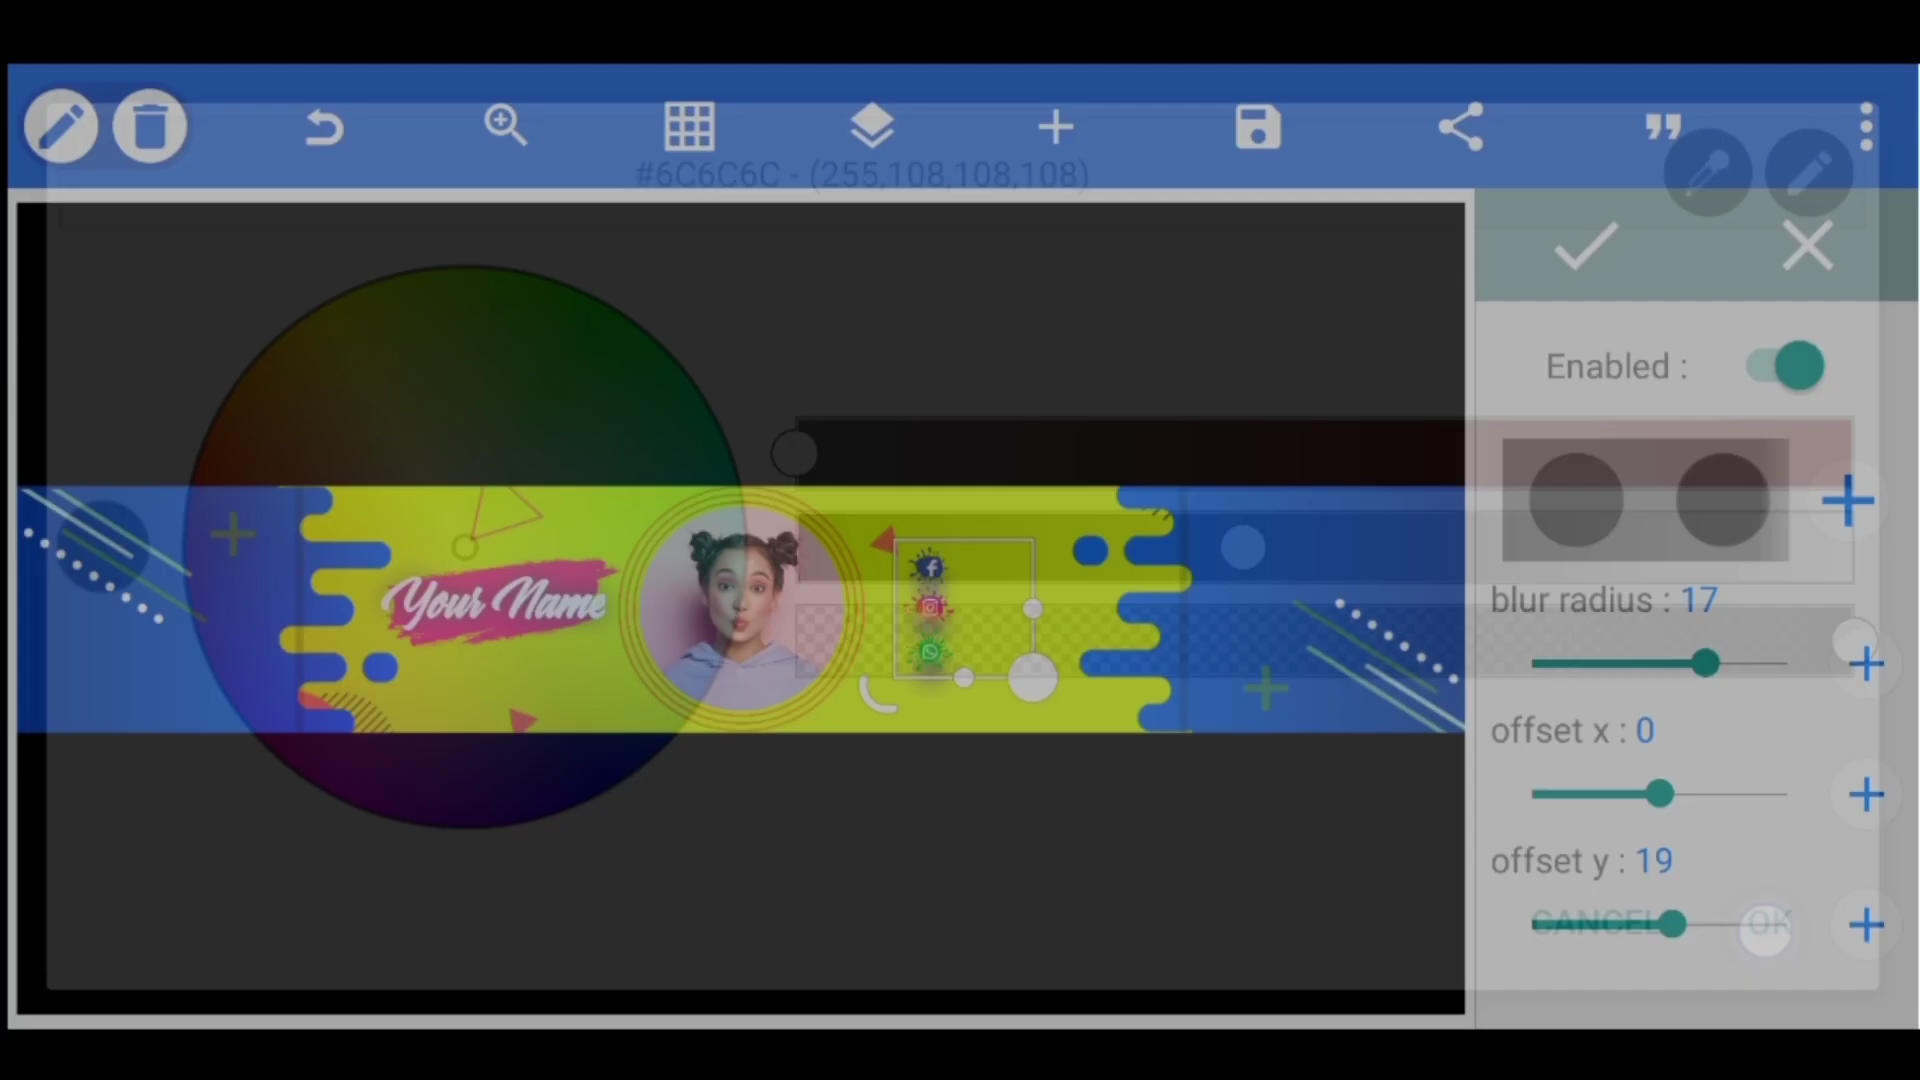 #6C6C6C - (255,108,108,108)
Enabled :
Your Name
blur radius : 17
offset x : 0
offset y : 19
CANCEL
OK